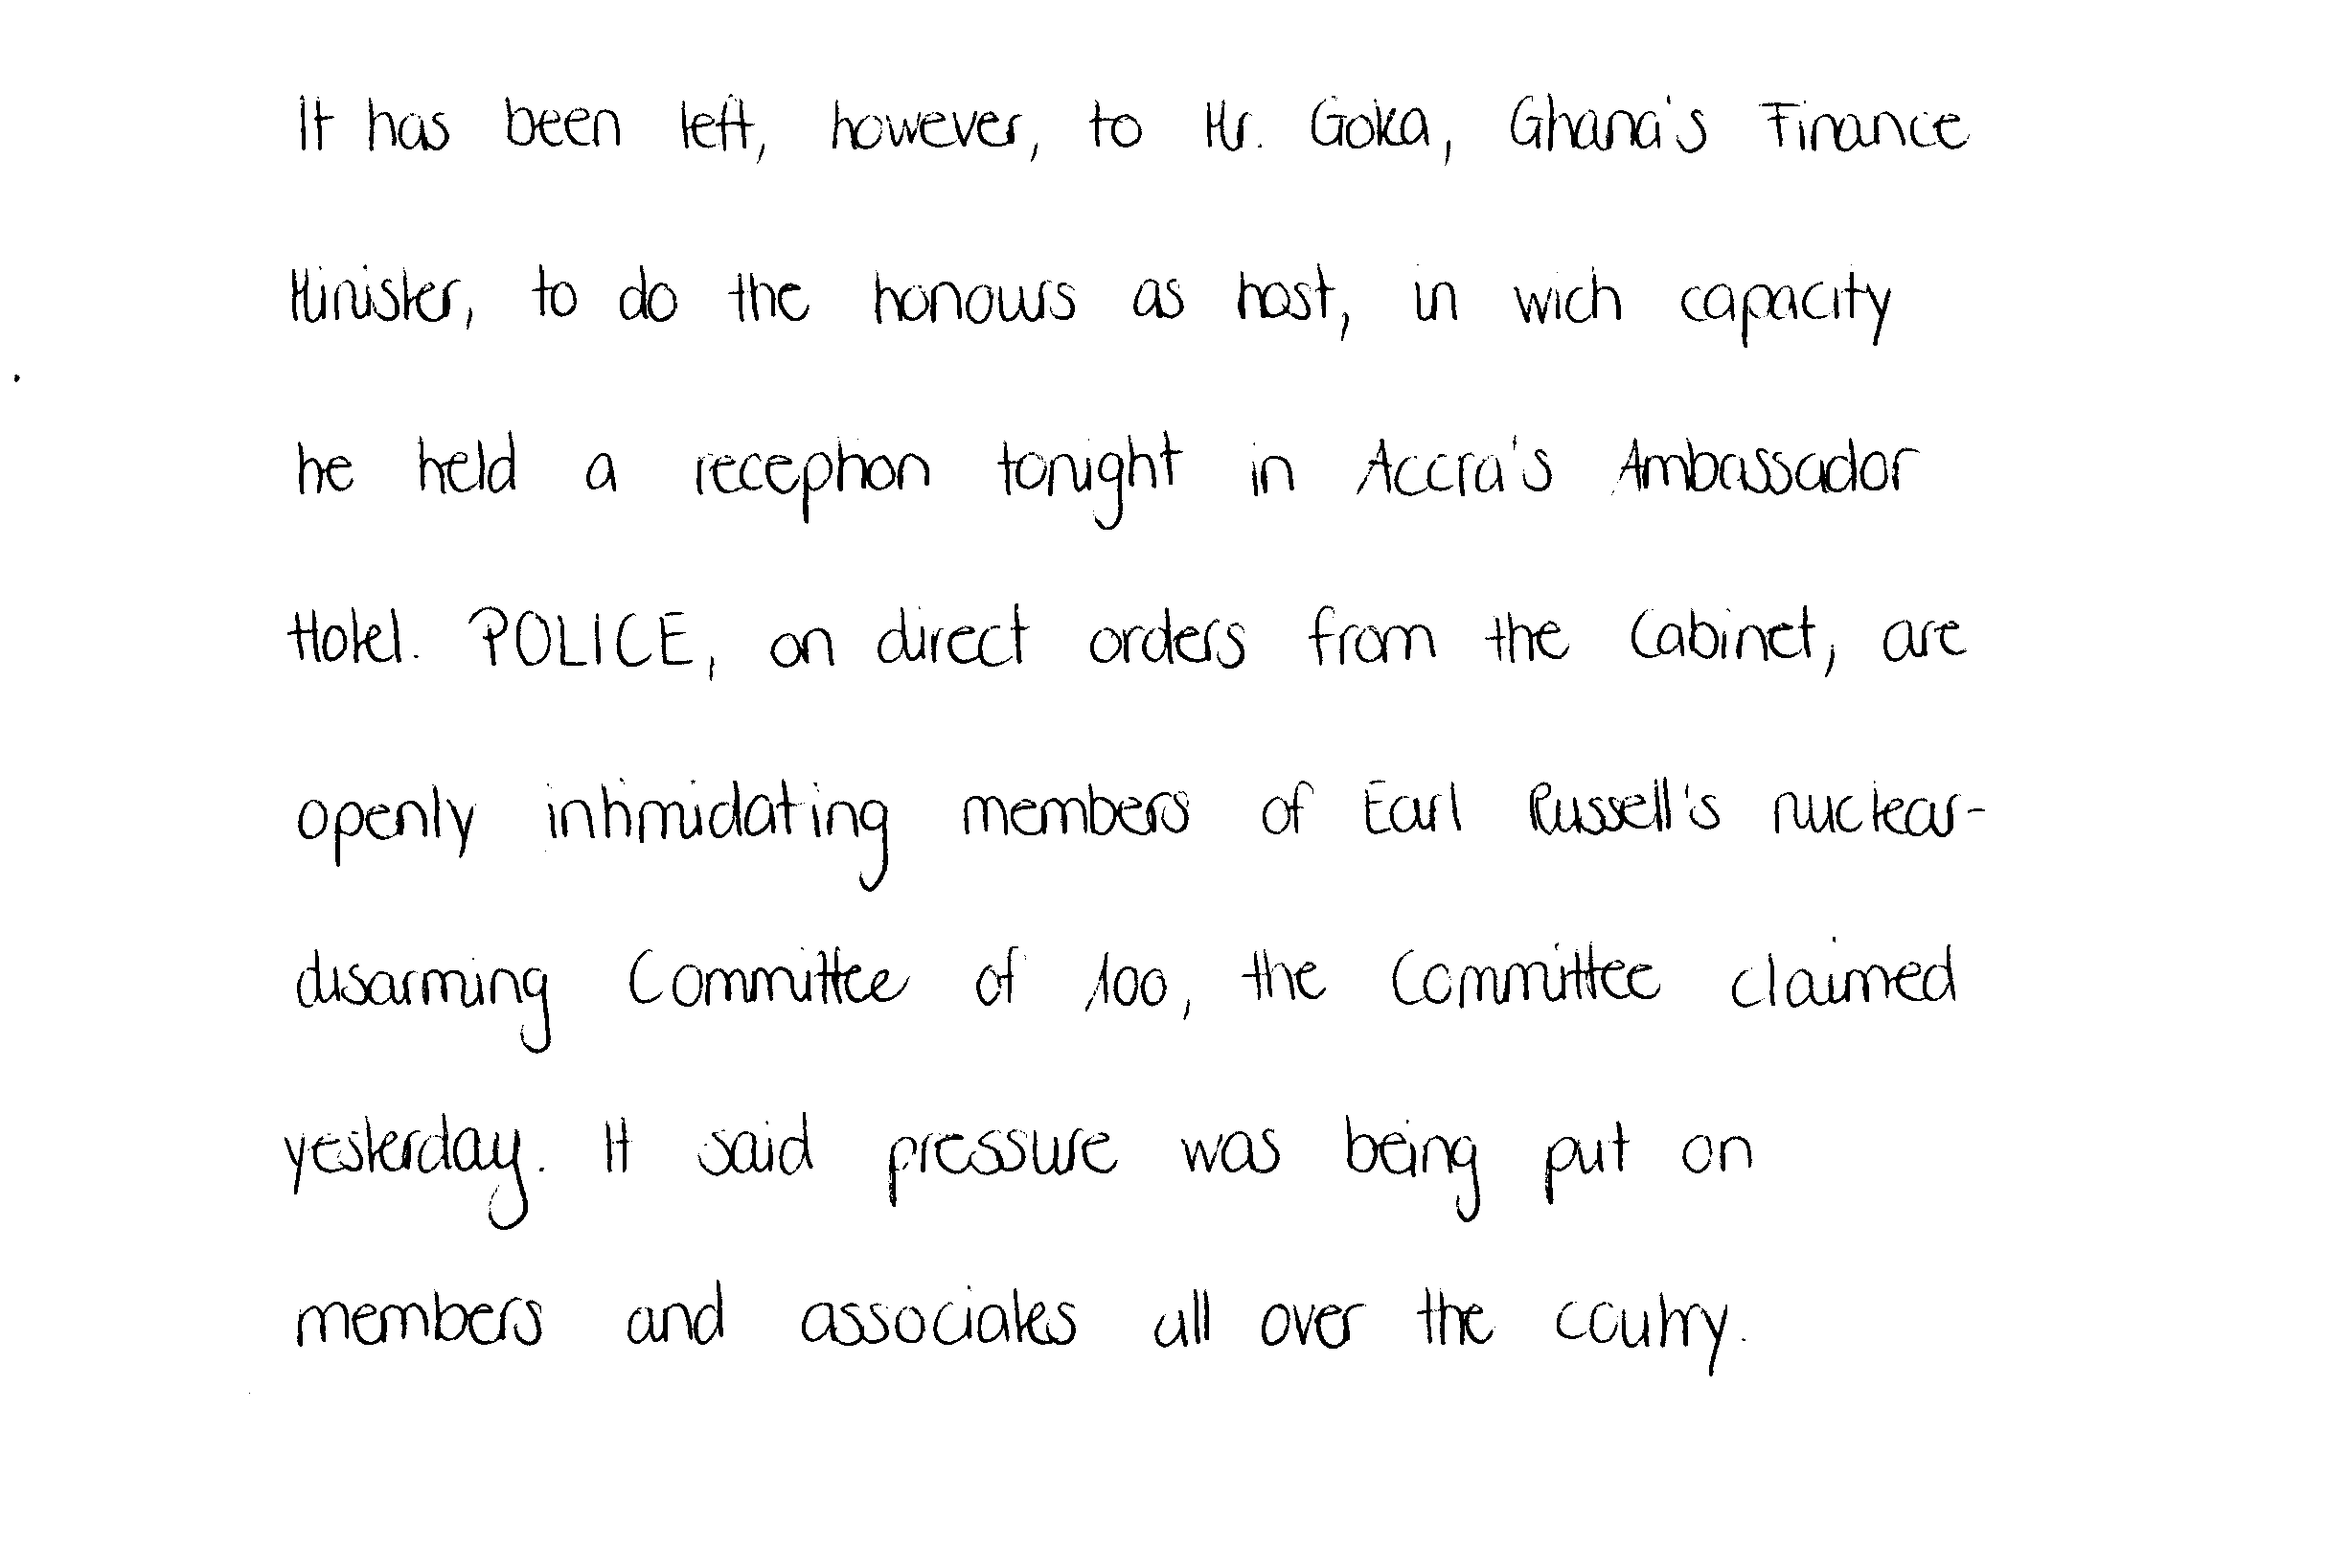 It has been left, however, to Mr. Goka, Ghana's Finance
Minister, to do the honours as host, in wich capacity
he held a reception tonight in Accra's Ambassador
Hotel. POLICE, on direct orders from the Cabinet, are
openly intimidating members of Earl Russell's nuclear-
disarming Committee of 100, the Committee claimed
yesterday. It said pressure was being put on
members and associates all over the coutry.